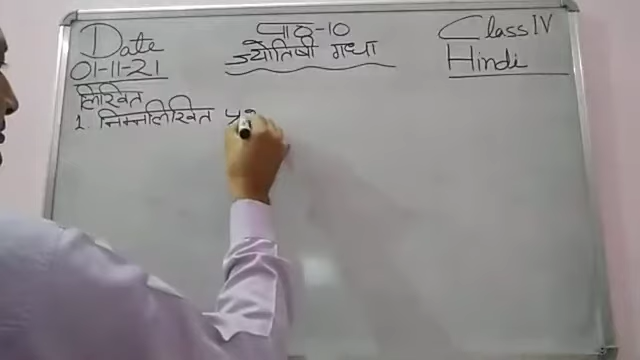 Date
01-11-21
पाठ-10
ज्योतिषी गधा
Class IV
Hindi
लिखित
1. निम्नलिखित